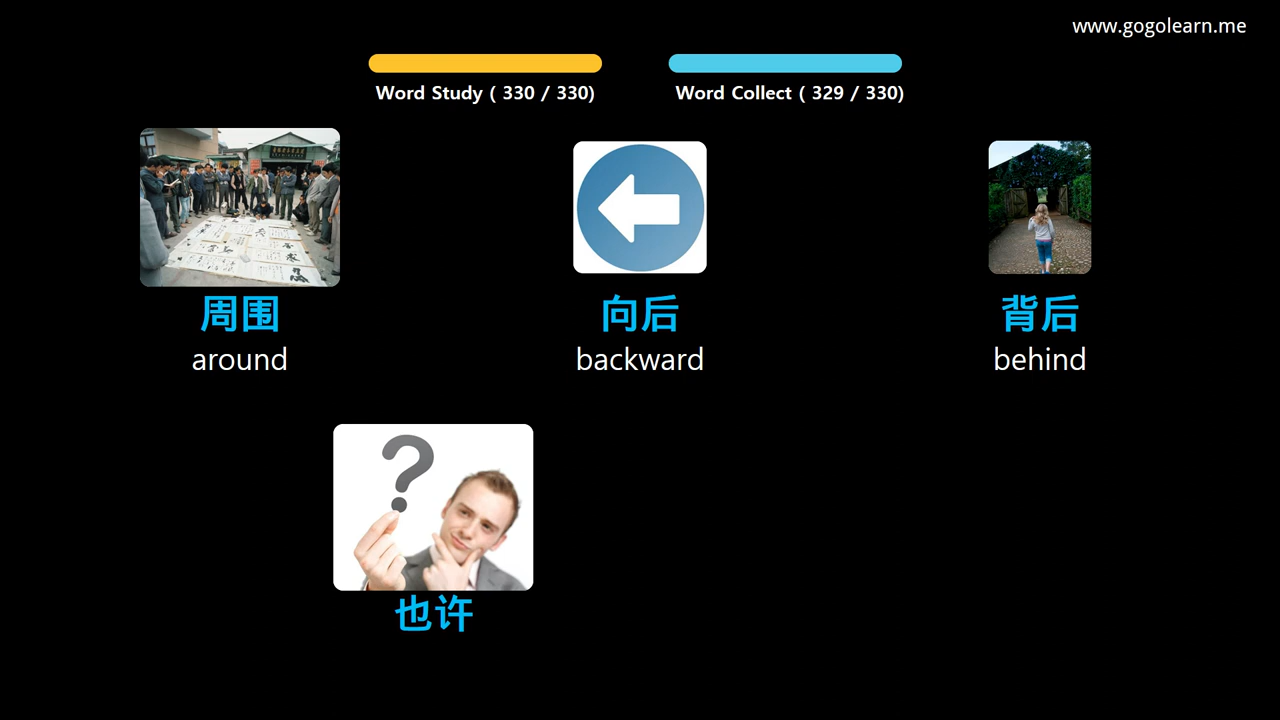 www.gogolearn.me
Word Study ( 330 / 330)
Word Collect ( 329 / 330)
周围
around
向后
backward
背后
behind
?
也许